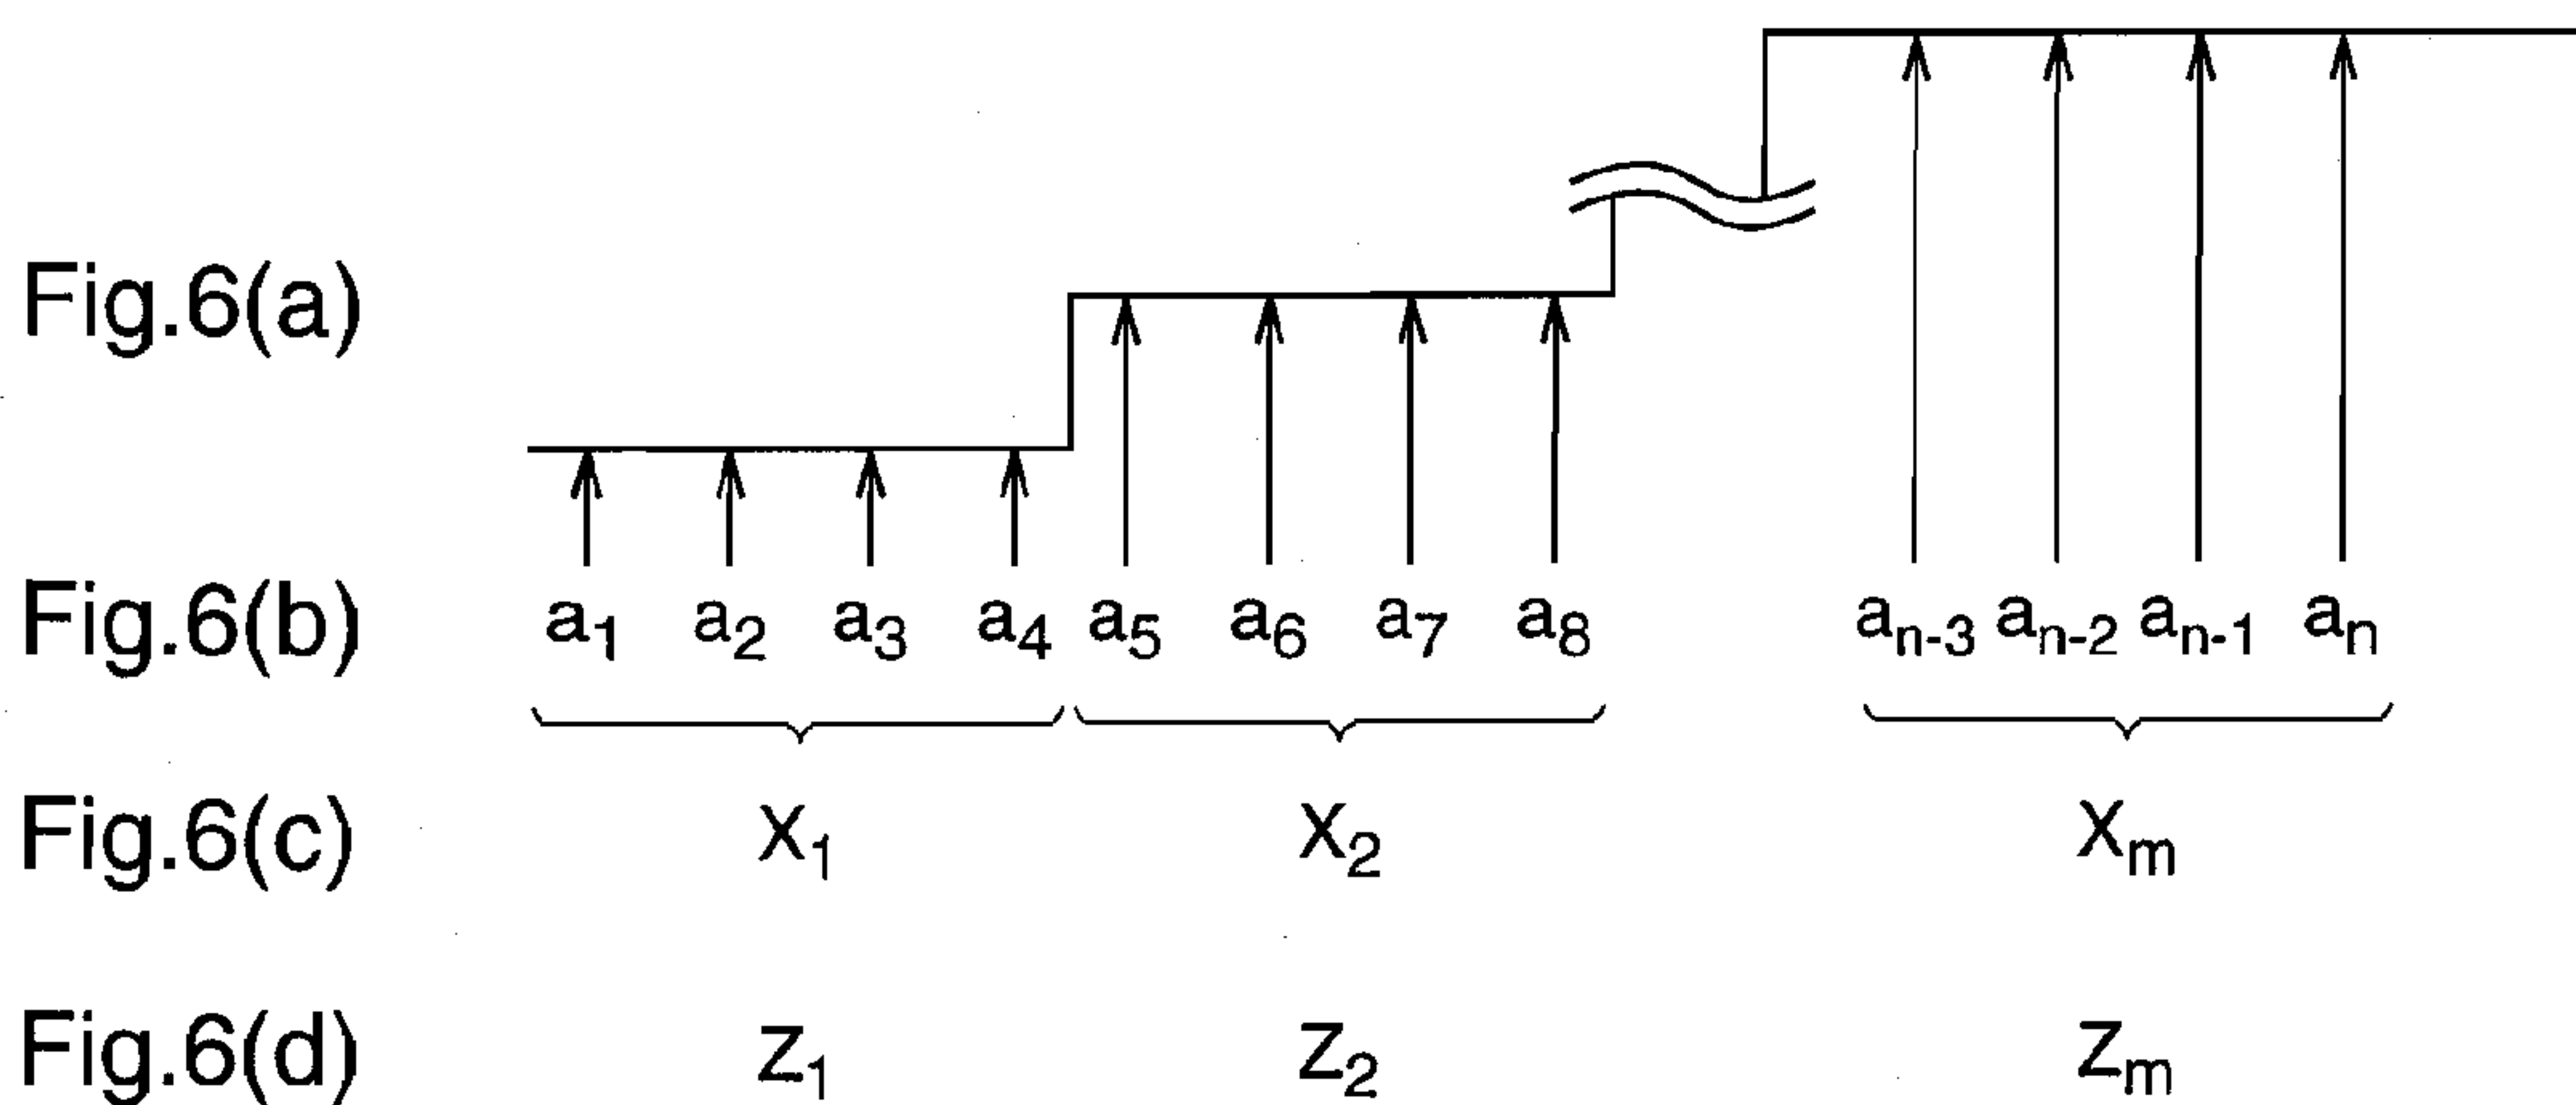 Fig.6(a)
Fig.6(b) a₁ a₂ a₃ a₄ a₅ a₆ a₇ a₈ aₙ₋₃ aₙ₋₂ aₙ₋₁ aₙ
Fig.6(c) X₁ X₂ Xₘ
Fig.6(d) Z₁ Z₂ Zₘ